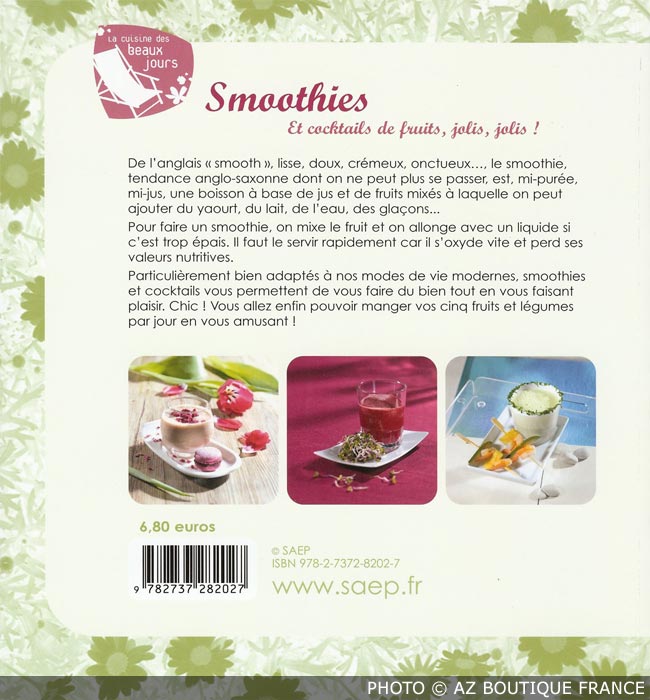 La cuisine des
beaux
jours
Smoothies
Et cocktails de fruits, jolis, jolis !
De l'anglais « smooth », lisse, doux, crémeux, onctueux..., le smoothie,
tendance anglo-saxonne dont on ne peut plus se passer, est, mi-purée,
mi-jus, une boisson à base de jus et de fruits mixés à laquelle on peut
ajouter du yaourt, du lait, de l'eau, des glaçons...
Pour faire un smoothie, on mixe le fruit et on allonge avec un liquide si
c'est trop épais. Il faut le servir rapidement car il s'oxyde vite et perd ses
valeurs nutritives.
Particulièrement bien adaptés à nos modes de vie modernes, smoothies
et cocktails vous permettent de vous faire du bien tout en vous faisant
plaisir. Chic ! Vous allez enfin pouvoir manger vos cinq fruits et légumes
par jour en vous amusant !
6,80 euros
© SAEP
ISBN 978-2-7372-8202-7
www.saep.fr
9 782737 282027
PHOTO © AZ BOUTIQUE FRANCE